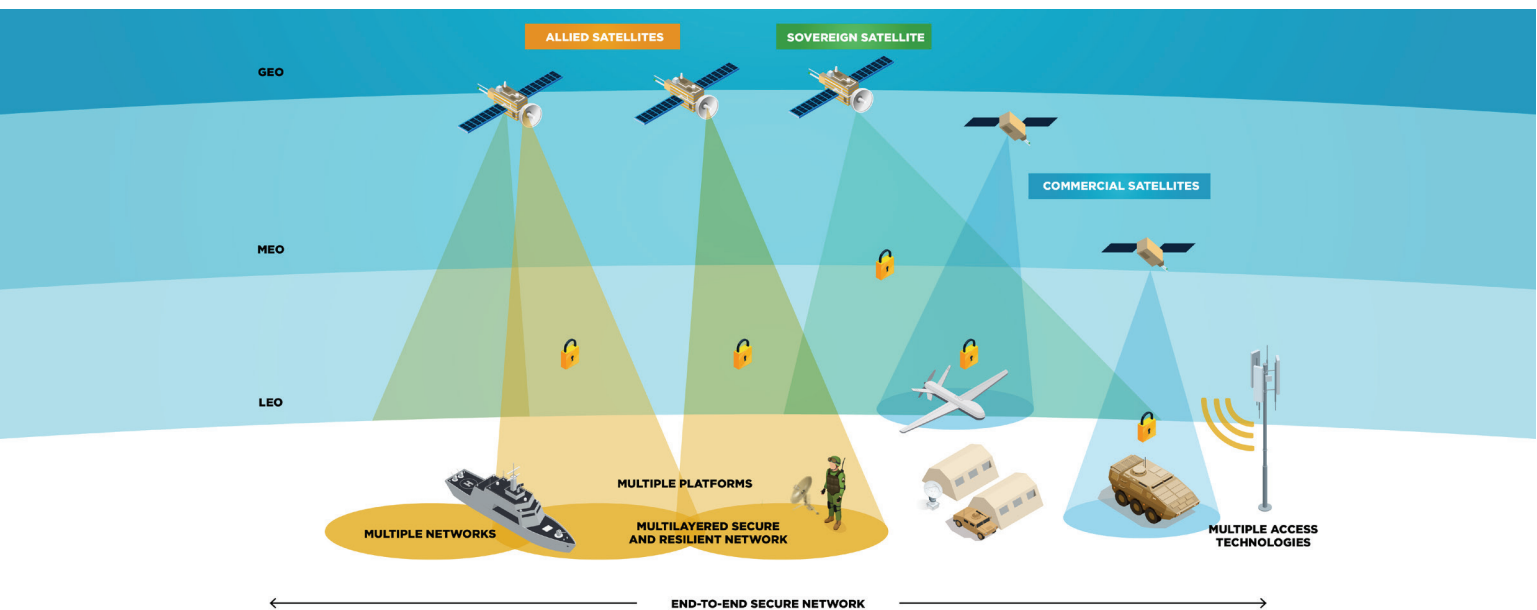 ALLIED SATELLITES
SOVEREIGN SATELLITE
GEO
COMMERCIAL SATELLITES
MEO
LEO
MULTIPLE PLATFORMS
MULTIPLE NETWORKS
MULTILAYERED SECURE
AND RESILIENT NETWORK
MULTIPLE ACCESS
TECHNOLOGIES
END-TO-END SECURE NETWORK